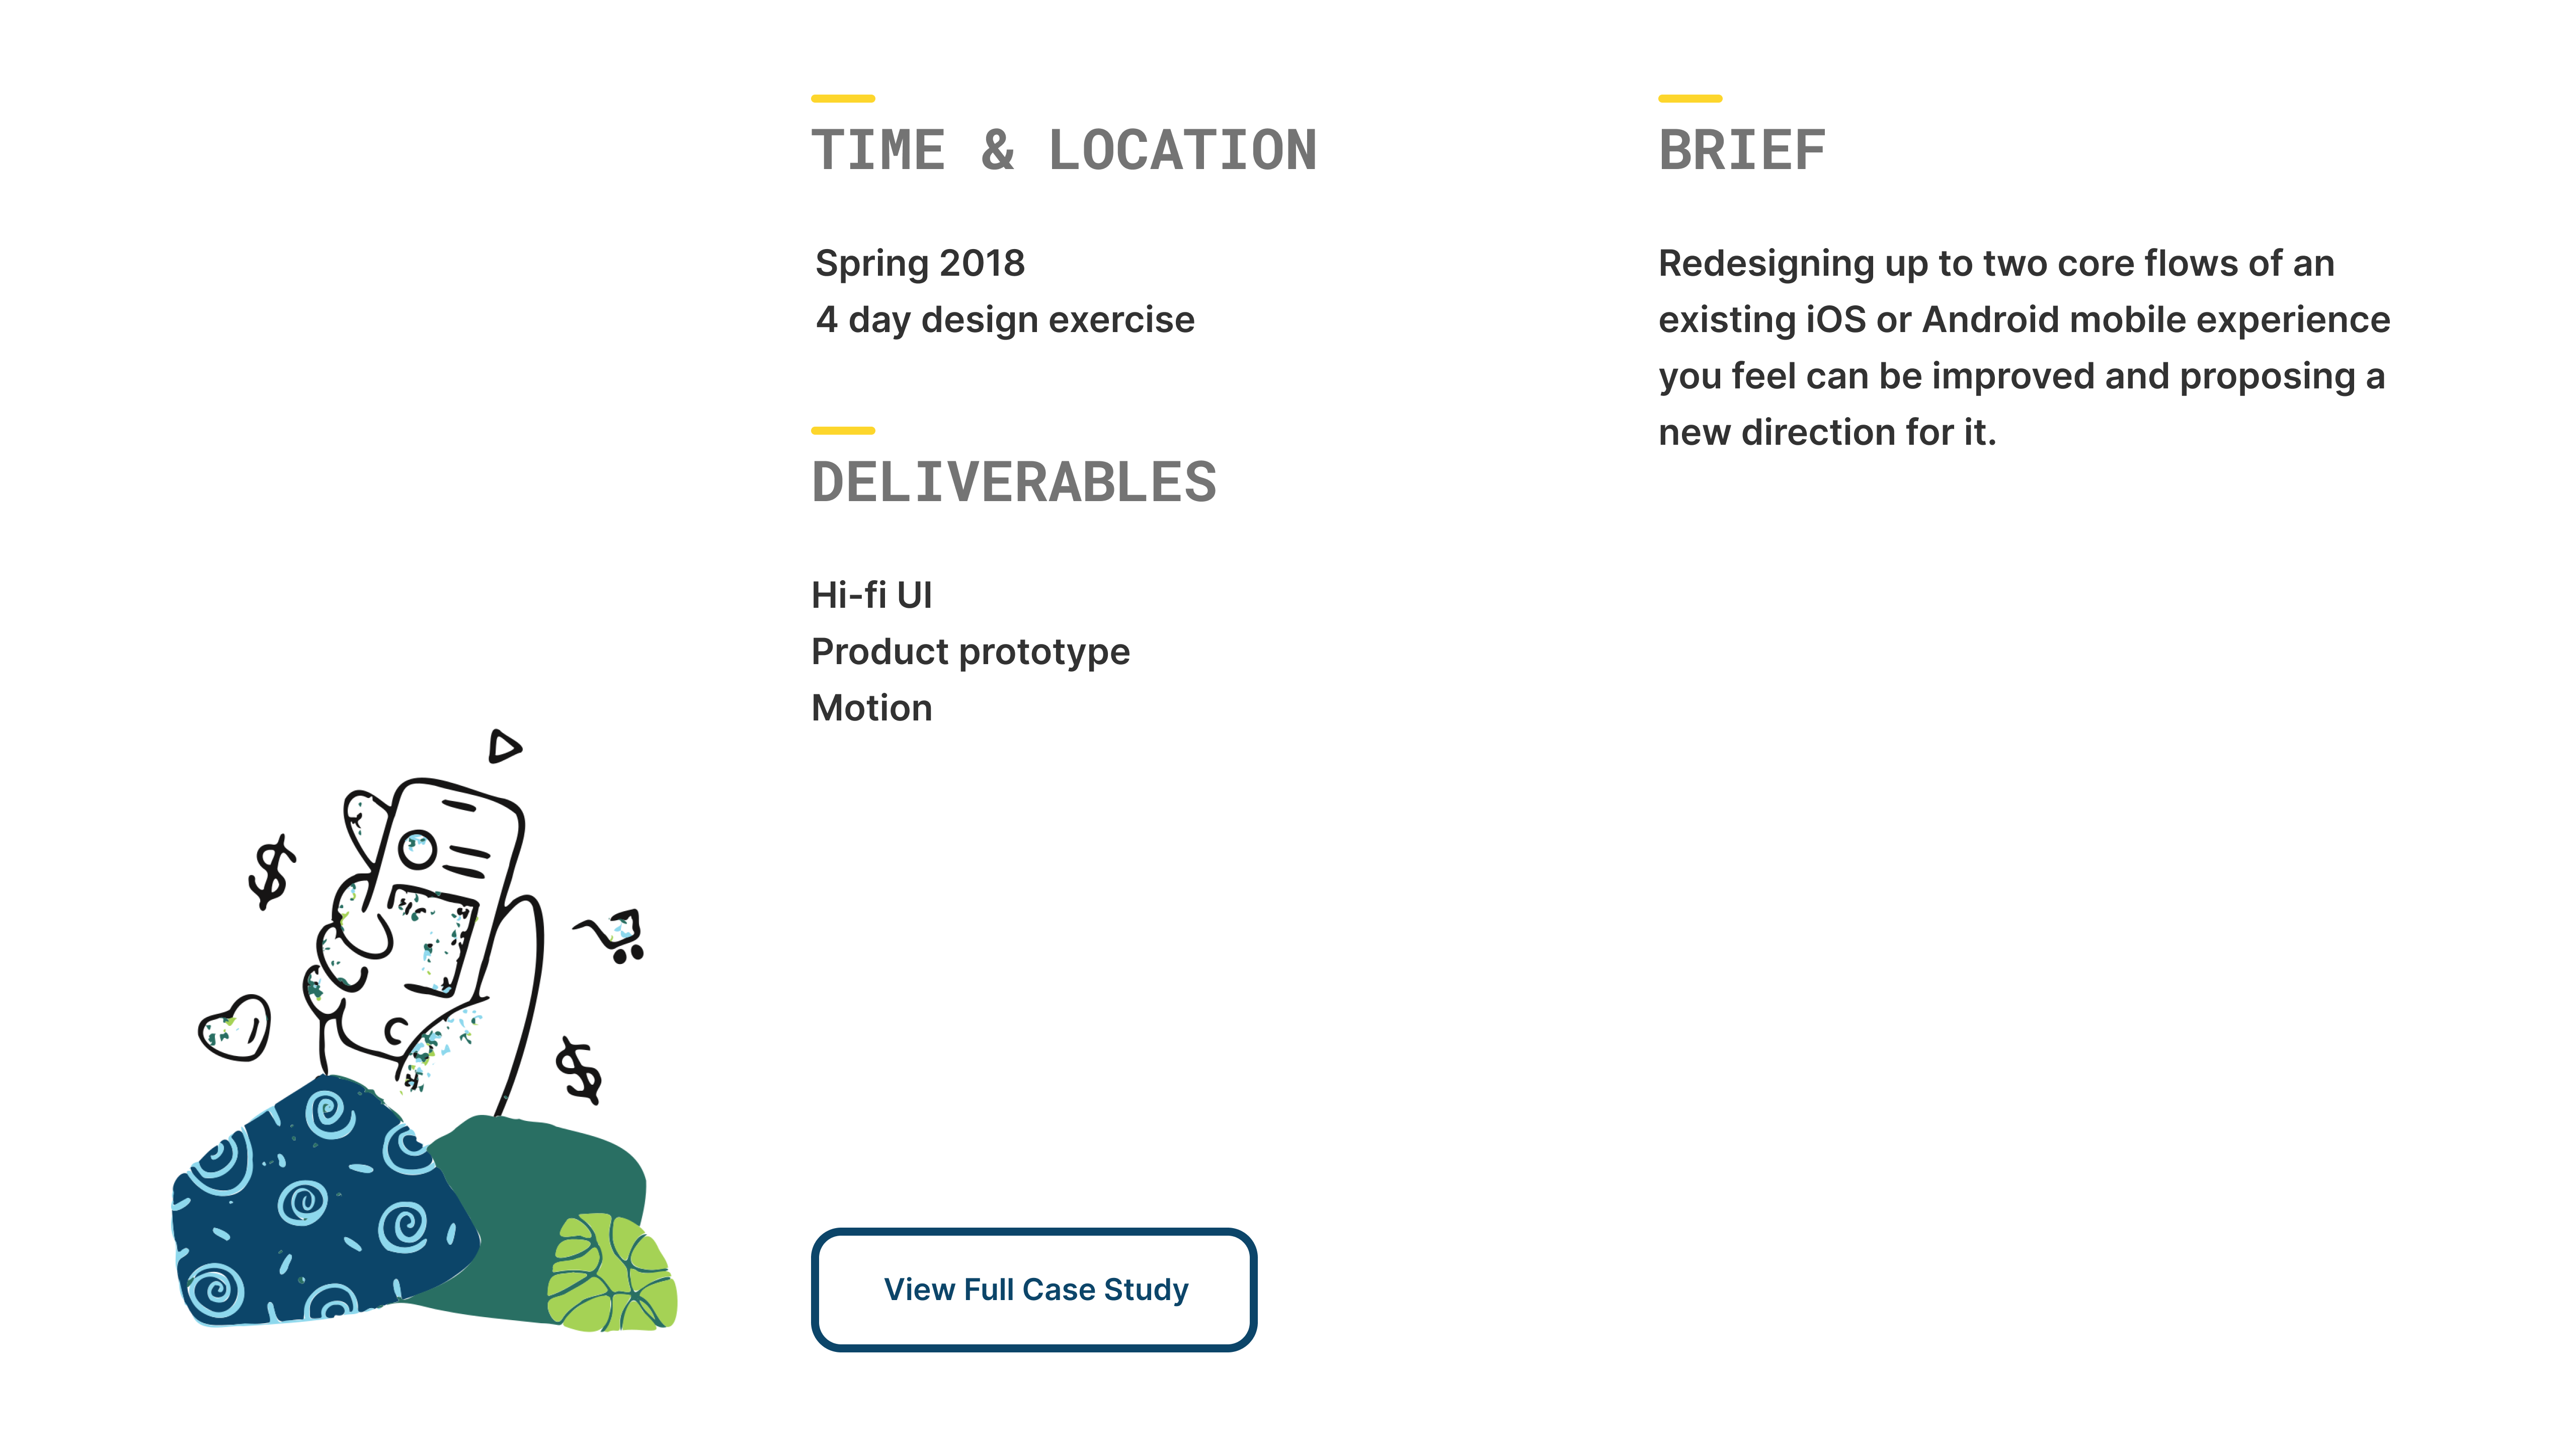 TIME & LOCATION
Spring 2018
4 day design exercise
DELIVERABLES
Hi-fi UI
Product prototype
Motion
BRIEF
Redesigning up to two core flows of an
existing iOS or Android mobile experience
you feel can be improved and proposing a
new direction for it.
$
$
View Full Case Study